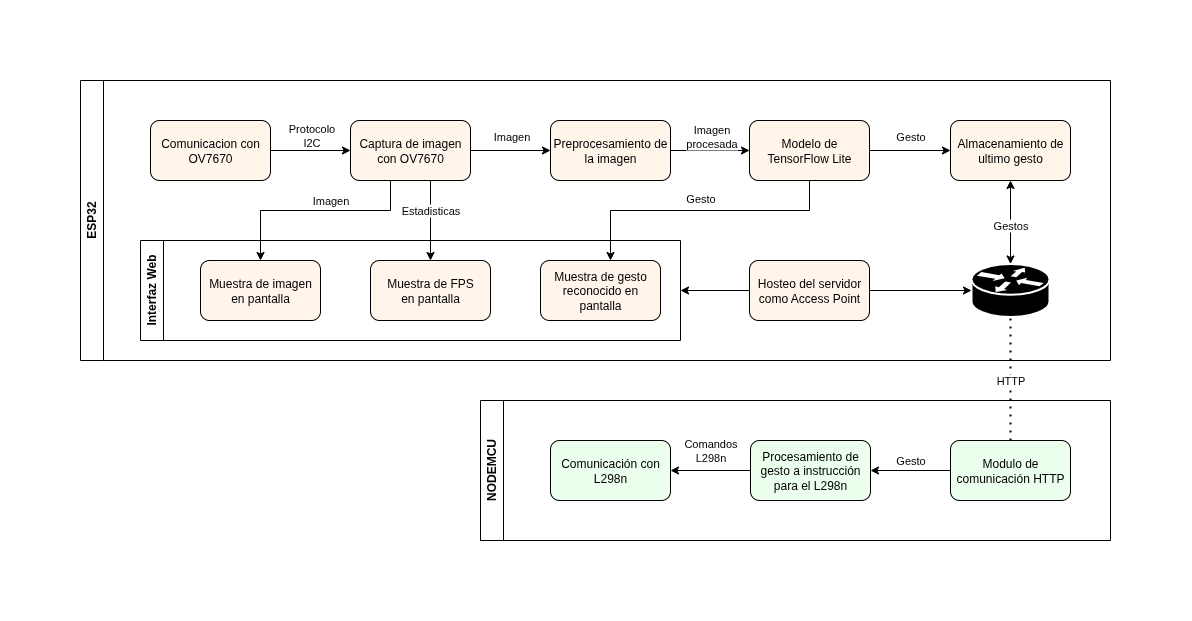 ESP32
Comunicacion con
OV7670
Protocolo
I2C
Captura de imagen
con OV7670
Imagen
Preprocesamiento de
la imagen
Imagen
procesada
Modelo de
TensorFlow Lite
Gesto
Almacenamiento de
ultimo gesto
Imagen
Estadisticas
Gesto
Gestos
Interfaz Web
Muestra de imagen
en pantalla
Muestra de FPS
en pantalla
Muestra de gesto
reconocido en
pantalla
Hosteo del servidor
como Access Point
HTTP
NODEMCU
Comunicación con
L298n
Comandos
L298n
Procesamiento de
gesto a instrucción
para el L298n
Gesto
Modulo de
comunicación HTTP